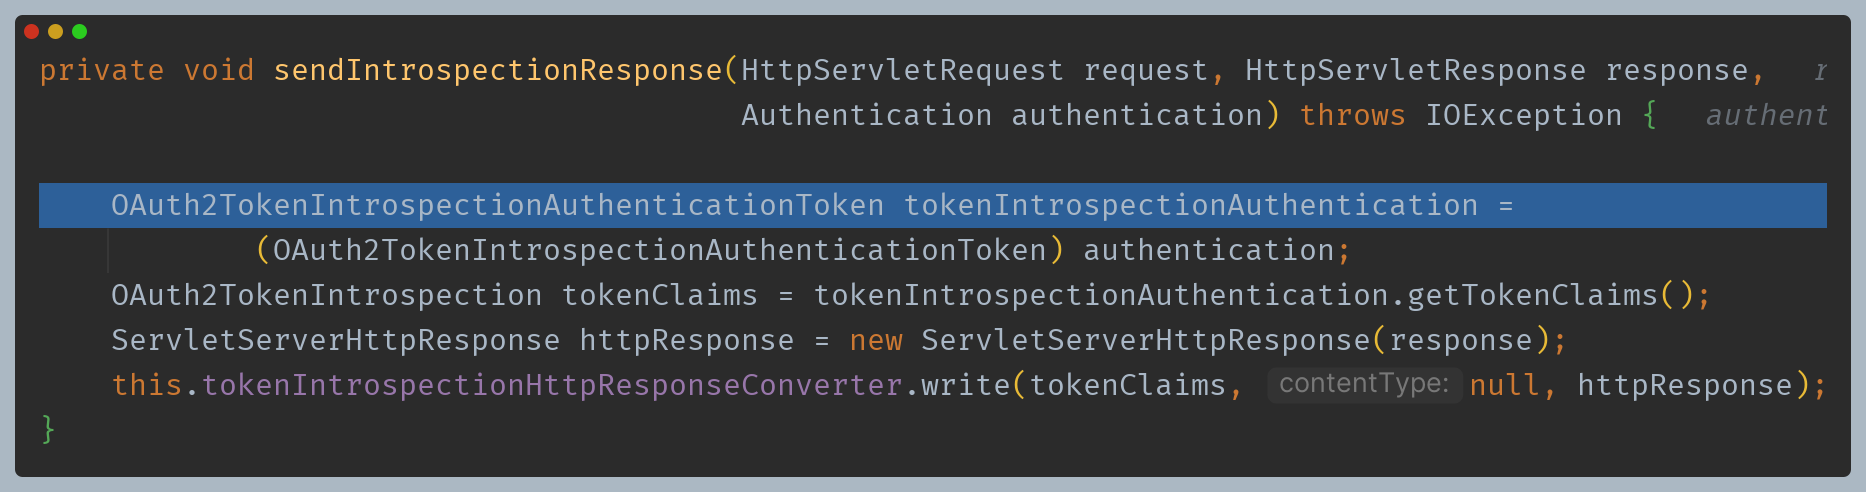 private void sendIntrospectionResponse(HttpServletRequest request, HttpServletResponse response,
Authentication authentication) throws IOException {
OAuth2TokenIntrospectionAuthenticationToken tokenIntrospectionAuthentication =
(OAuth2TokenIntrospectionAuthenticationToken) authentication;
OAuth2TokenIntrospection tokenClaims = tokenIntrospectionAuthentication.getTokenClaims();
ServletServerHttpResponse httpResponse = new ServletServerHttpResponse(response);
this.tokenIntrospectionHttpResponseConverter.write(tokenClaims, contentType: null, httpResponse);
}